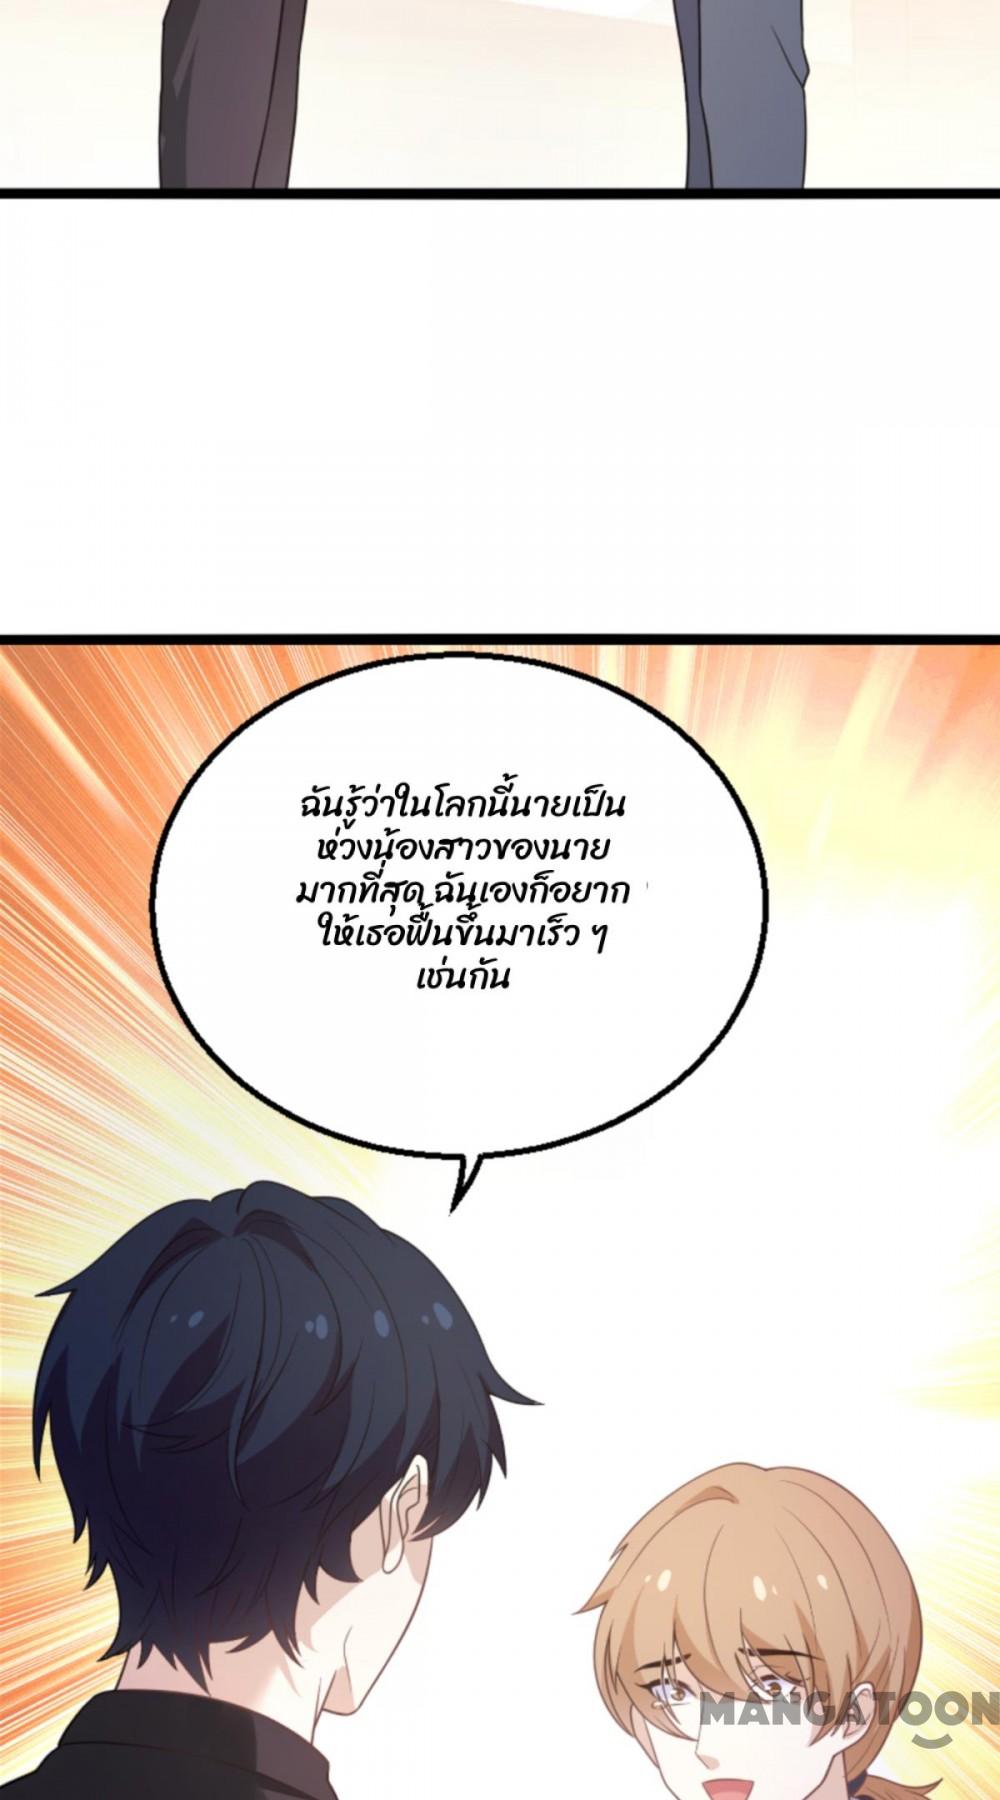 ฉันรู้ว่าในโลกนี้นายเป็น
ห่วงน้องสาวของนาย
มากที่สุด ฉันเองก็อยาก
ให้เธอฟื้นขึ้นมาเร็ว ๆ
เช่นกัน
MANGATOON